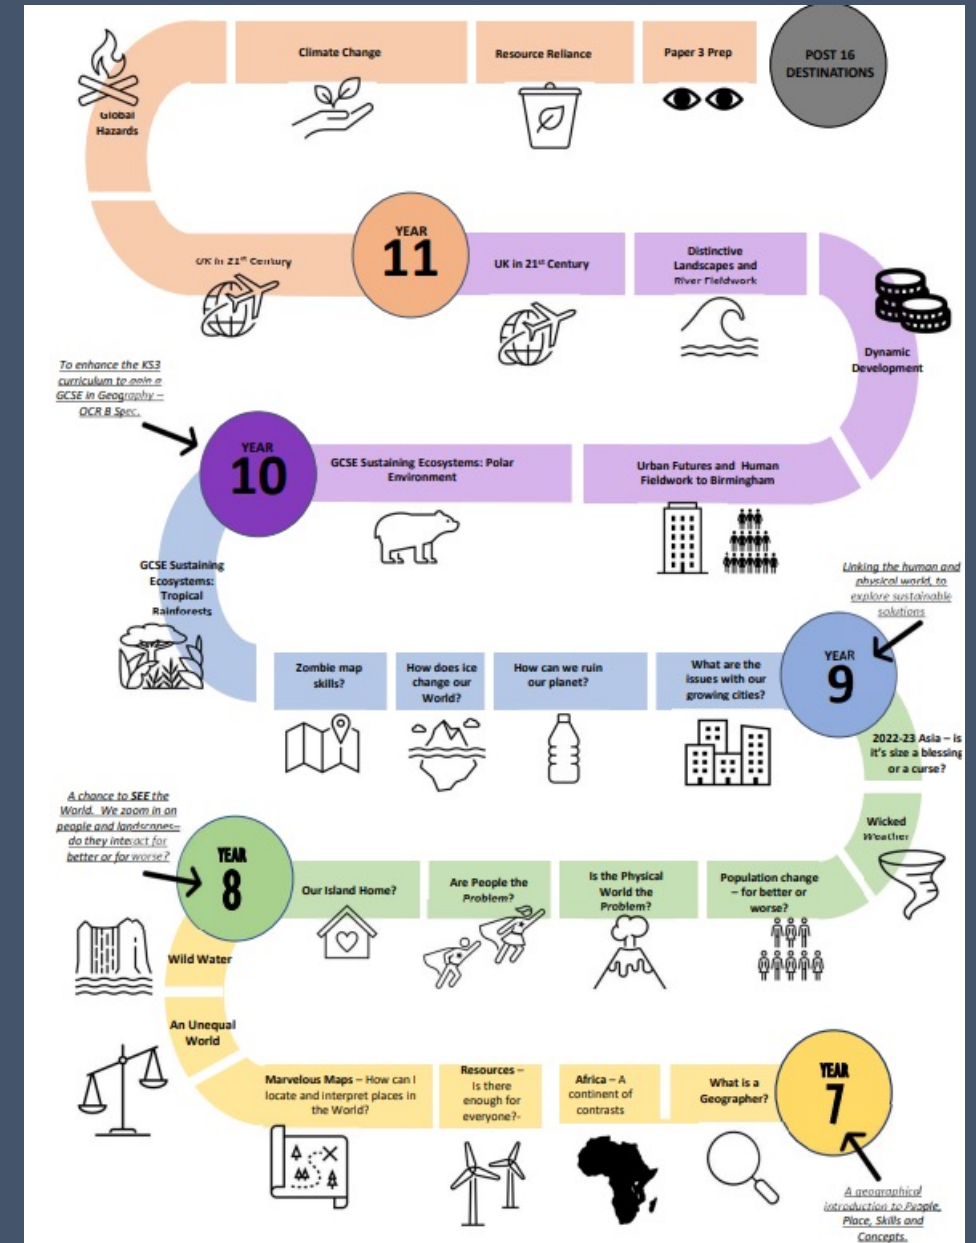 Climate Change
Resource Reliance
Paper 3 Prep
POST 16
DESTINATIONS
Global
Hazards
UK in 21st Century
YEAR
11
UK in 21st Century
Distinctive
Landscapes and
River Fieldwork
Dynamic
Development
To enhance the KS3
curriculum to gain a
GCSE in Geography –
OCR B Spec.
YEAR
10
GCSE Sustaining Ecosystems: Polar
Environment
Urban Futures and Human
Fieldwork to Birmingham
GCSE Sustaining
Ecosystems:
Tropical
Rainforests
Linking the human and
physical world, to
explore sustainable
solutions
Zombie map
skills?
How does ice
change our
World?
How can we ruin
our planet?
What are the
issues with our
growing cities?
YEAR
9
2022-23 Asia – is
it's size a blessing
or a curse?
Wicked
Weather
A chance to SEE the
World. We zoom in on
people and landscapes–
do they interact for
better or for worse?
YEAR
8
Our Island Home?
Are People the
Problem?
Is the Physical
World the
Problem?
Population change
– for better or
worse?
Wild Water
An Unequal
World
Marvelous Maps – How can I
locate and interpret places in
the World?
Resources –
Is there
enough for
everyone?-
Africa – A
continent of
contrasts
What is a
Geographer?
YEAR
7
A geographical
introduction to People,
Place, Skills and
Concepts.